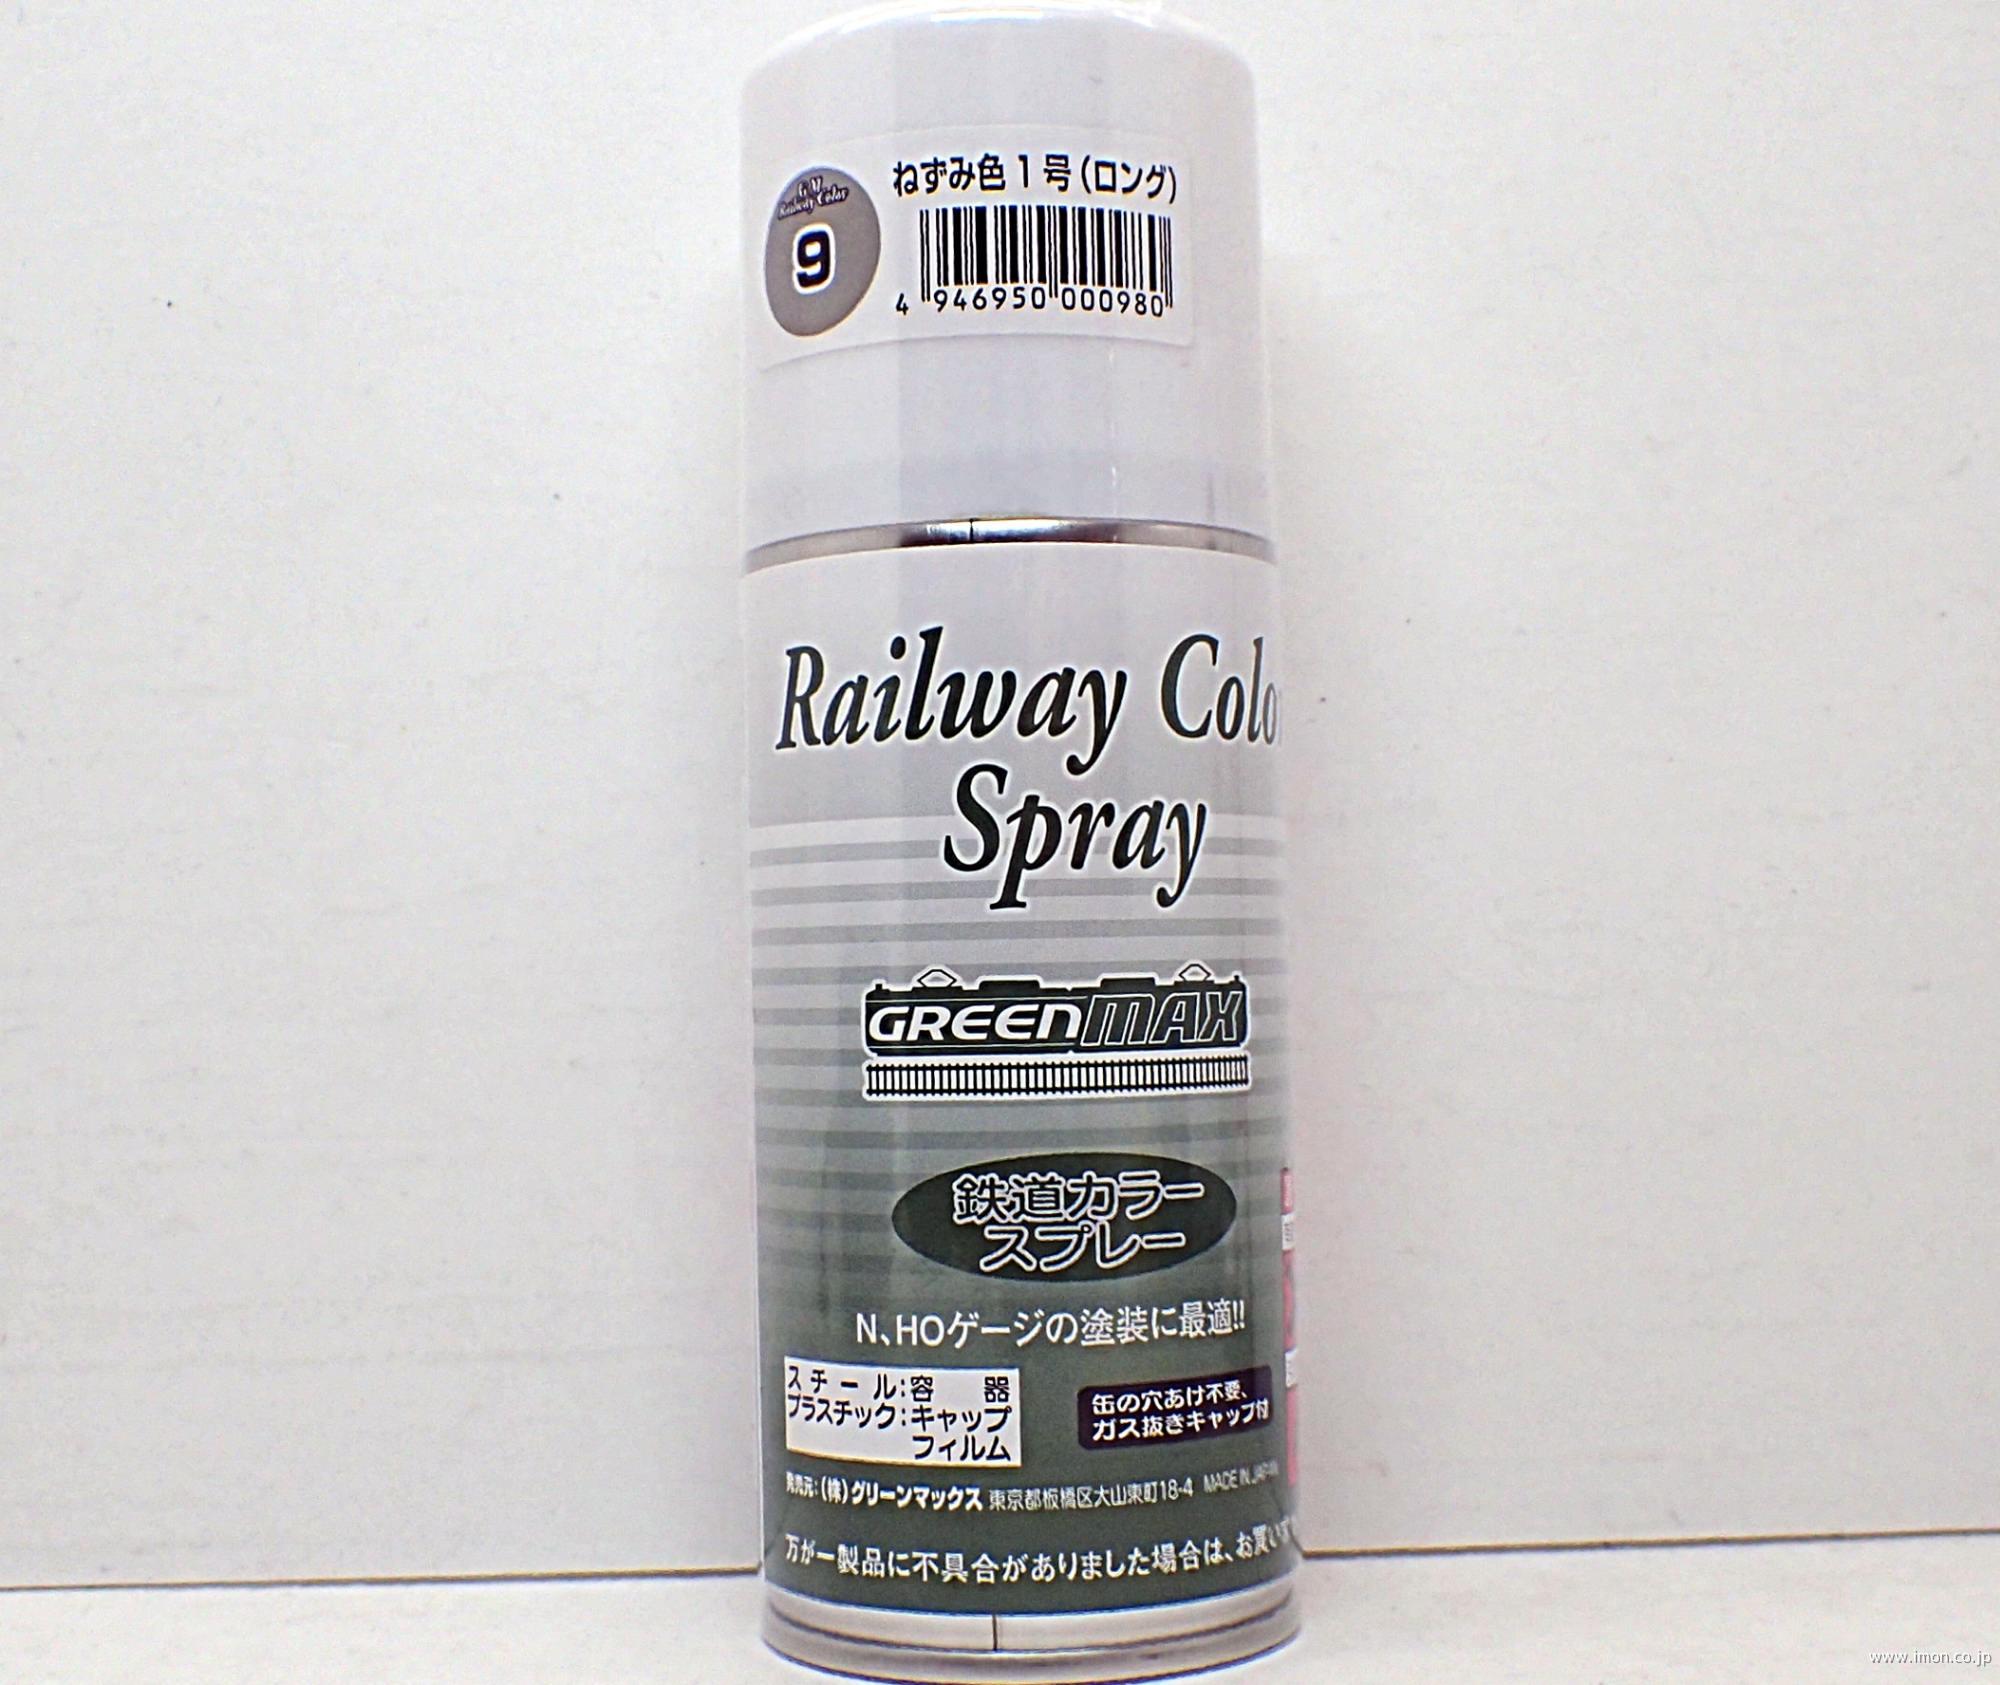 ねずみ色1号(ロング)
GM
Railway Color
9
4 946950 000980
Railway Colo
Spray
GREENMAX
鉄道カラー
スプレー
N、HOゲージの塗装に最適!!
スチール:容器
プラスチック:キャップ
フィルム
缶の穴あけ不要、
ガス抜きキャップ付
発売元:(株)グリーンマックス 東京都板橋区大山東町18-4 MADE IN JAPAN
万が一製品に不具合がありました場合は、お買い
www.imon.co.jp